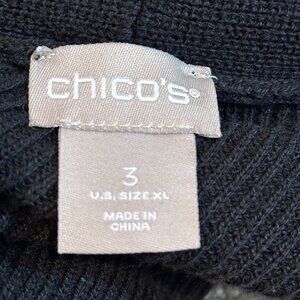 chico's®
3
U.S. SIZE XL
MADE IN
CHINA